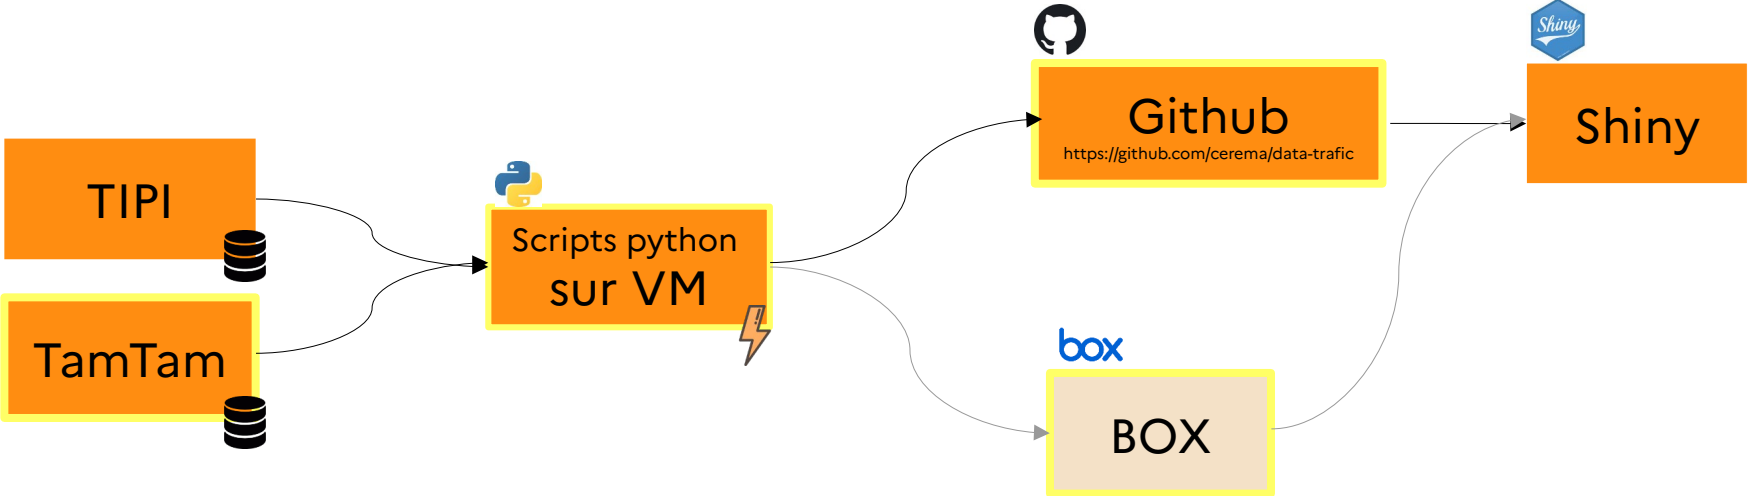 TIPI
TamTam
Scripts python
sur VM
Github
https://github.com/cerema/data-trafic
box
BOX
Shiny
Shiny